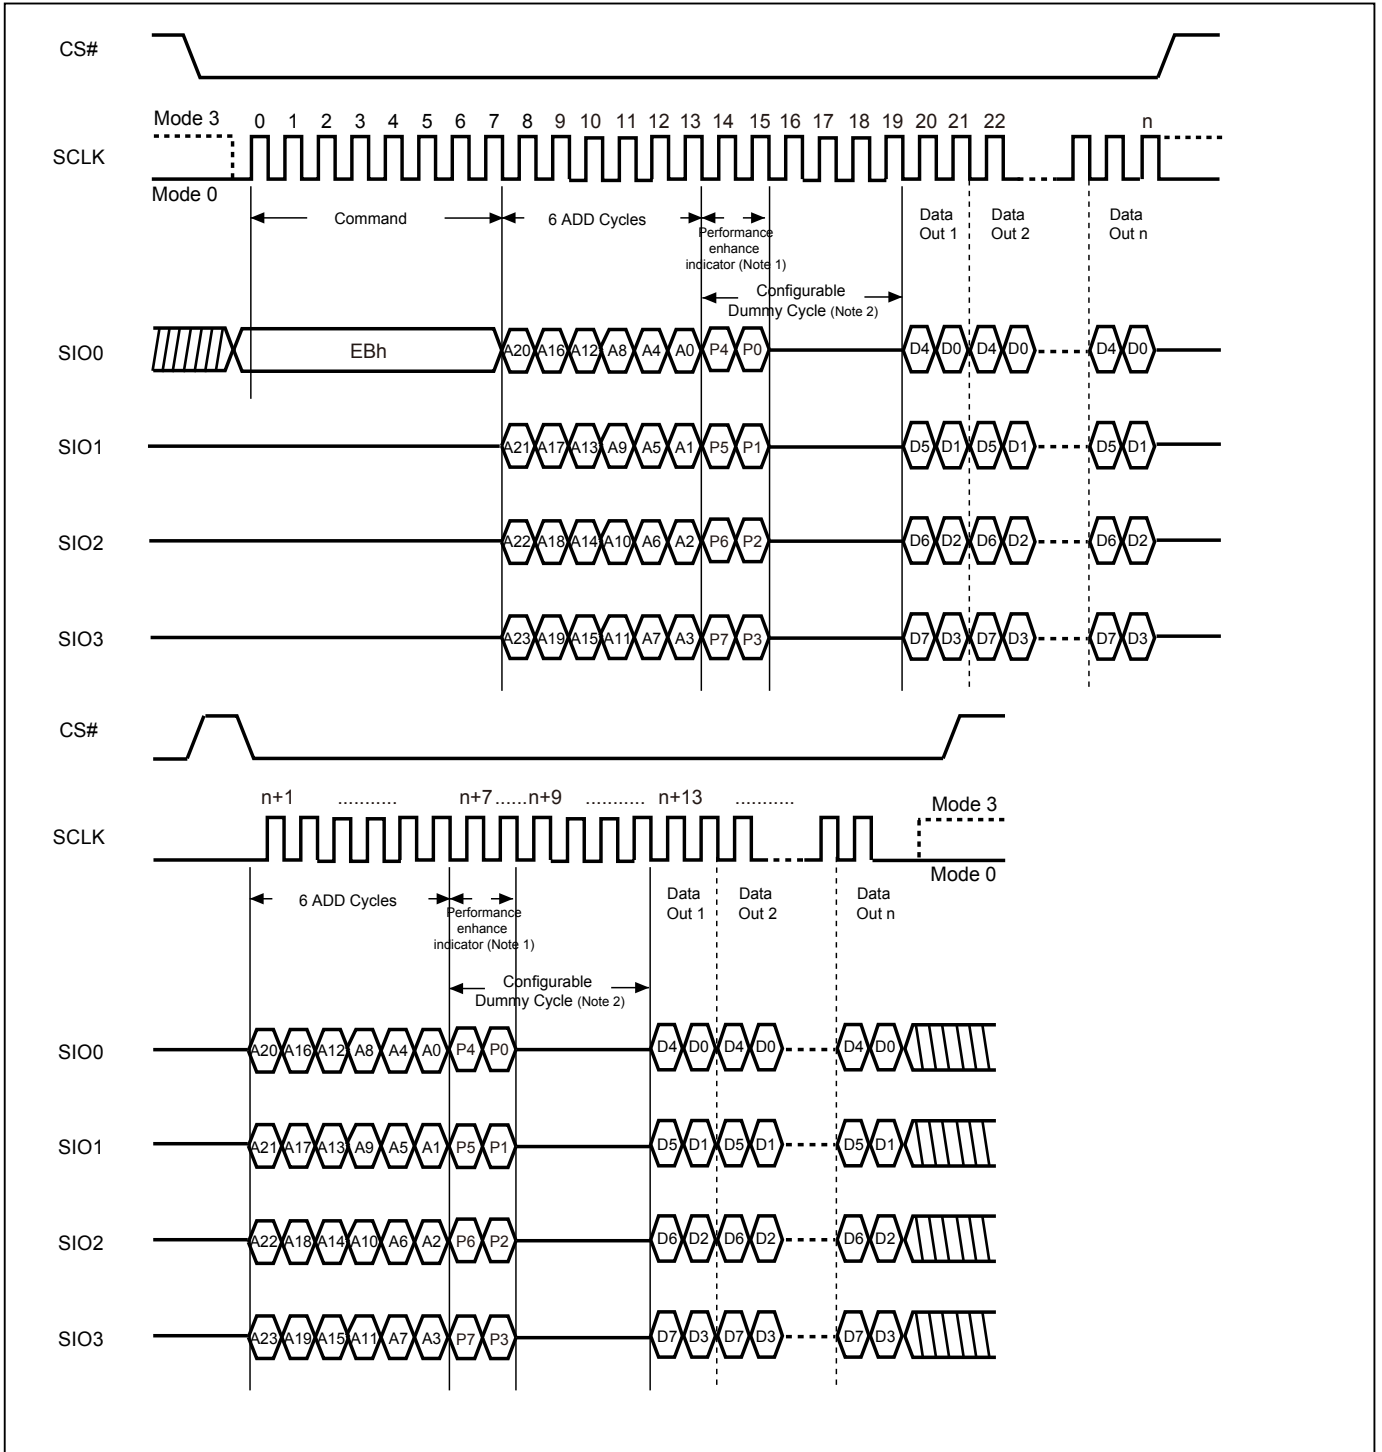 CS#
Mode 3
0 1 2 3 4 5 6 7 8 9 10 11 12 13 14 15 16 17 18 19 20 21 22 n
SCLK
Mode 0
Command
6 ADD Cycles
Performance
enhance
indicator (Note 1)
Data
Out 1
Data
Out 2
Data
Out n
Configurable
Dummy Cycle (Note 2)
SIO0 EBh A20 A16 A12 A8 A4 A0 P4 P0 D4 D0 D4 D0 D4 D0
SIO1 A21 A17 A13 A9 A5 A1 P5 P1 D5 D1 D5 D1 D5 D1
SIO2 A22 A18 A14 A10 A6 A2 P6 P2 D6 D2 D6 D2 D6 D2
SIO3 A23 A19 A15 A11 A7 A3 P7 P3 D7 D3 D7 D3 D7 D3
CS#
n+1 ........... n+7 ...... n+9 ........... n+13 ...........
Mode 3
SCLK
Mode 0
6 ADD Cycles
Performance
enhance
indicator (Note 1)
Data
Out 1
Data
Out 2
Data
Out n
Configurable
Dummy Cycle (Note 2)
SIO0 A20 A16 A12 A8 A4 A0 P4 P0 D4 D0 D4 D0 D4 D0
SIO1 A21 A17 A13 A9 A5 A1 P5 P1 D5 D1 D5 D1 D5 D1
SIO2 A22 A18 A14 A10 A6 A2 P6 P2 D6 D2 D6 D2 D6 D2
SIO3 A23 A19 A15 A11 A7 A3 P7 P3 D7 D3 D7 D3 D7 D3